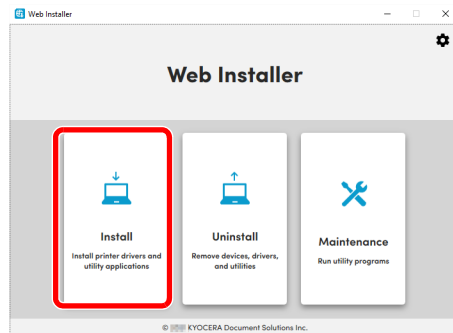 Web Installer
Web Installer
Install
Install printer drivers and
utility applications
Uninstall
Remove devices, drivers,
and utilities
Maintenance
Run utility programs
© KYOCERA Document Solutions Inc.